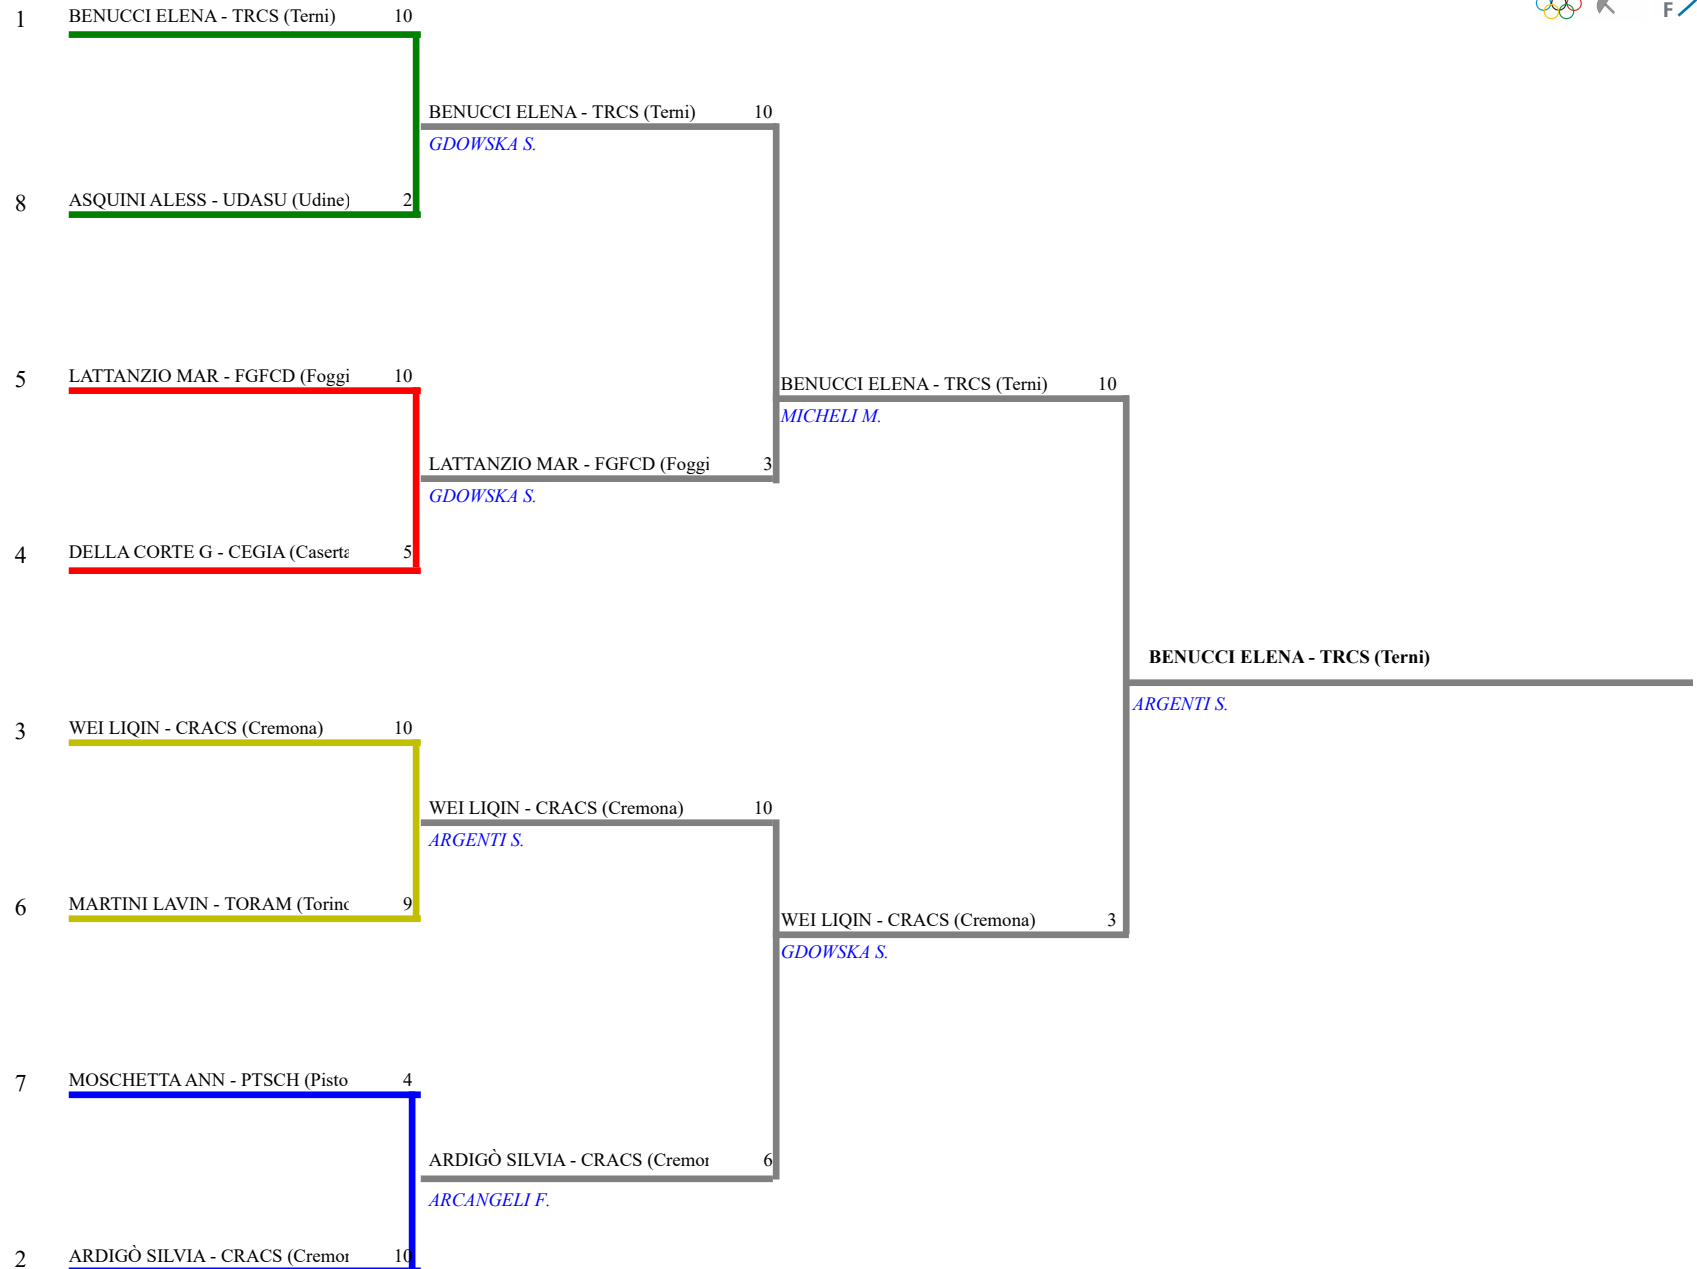 1 BENUCCI ELENA - TRCS (Terni) 10
F
BENUCCI ELENA - TRCS (Terni) 10
GDOWSKA S.
8 ASQUINI ALESS - UDASU (Udine) 2
5 LATTANZIO MAR - FGFCD (Foggi 10
BENUCCI ELENA - TRCS (Terni) 10
MICHELI M.
LATTANZIO MAR - FGFCD (Foggi 3
GDOWSKA S.
4 DELLA CORTE G - CEGIA (Caserta 5
BENUCCI ELENA - TRCS (Terni)
ARGENTI S.
3 WEI LIQIN - CRACS (Cremona) 10
WEI LIQIN - CRACS (Cremona) 10
ARGENTI S.
6 MARTINI LAVIN - TORAM (Torino 9
WEI LIQIN - CRACS (Cremona) 3
GDOWSKA S.
7 MOSCHETTA ANN - PTSCH (Pisto 4
ARDIGÒ SILVIA - CRACS (Cremor 6
ARCANGELI F.
2 ARDIGÒ SILVIA - CRACS (Cremor 10